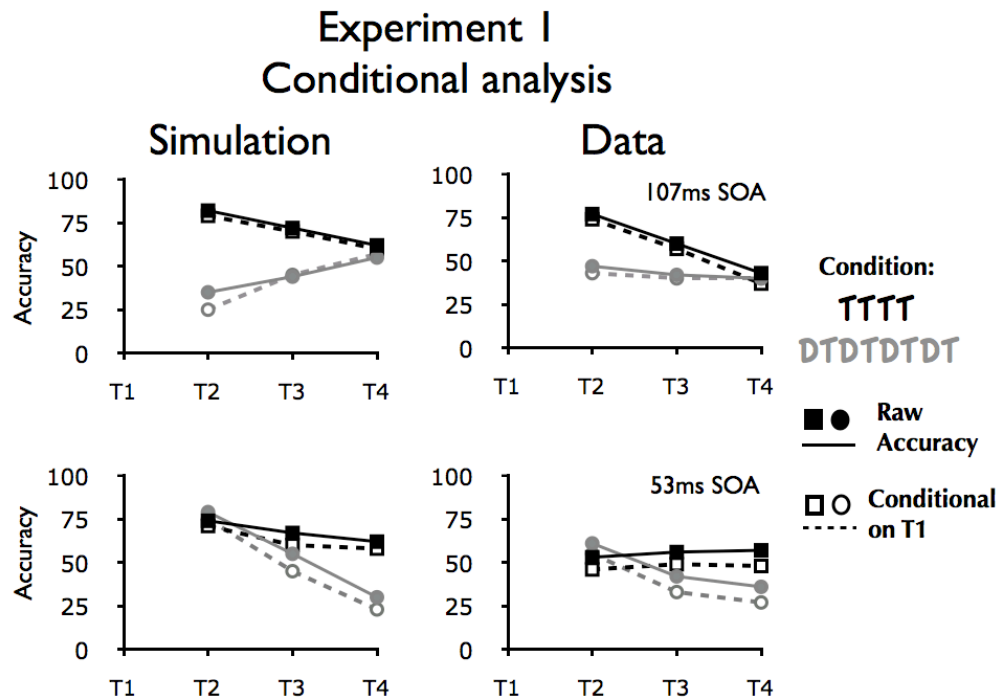 Experiment 1
Conditional analysis
Simulation
Data
100
75
50
25
0
Accuracy
T1 T2 T3 T4
100
75
50
25
0
107ms SOA
T1 T2 T3 T4
Condition:
TTTT
DTDTDTDT
Raw
Accuracy
Conditional
on T1
100
75
50
25
0
Accuracy
T1 T2 T3 T4
100
75
50
25
0
53ms SOA
T1 T2 T3 T4